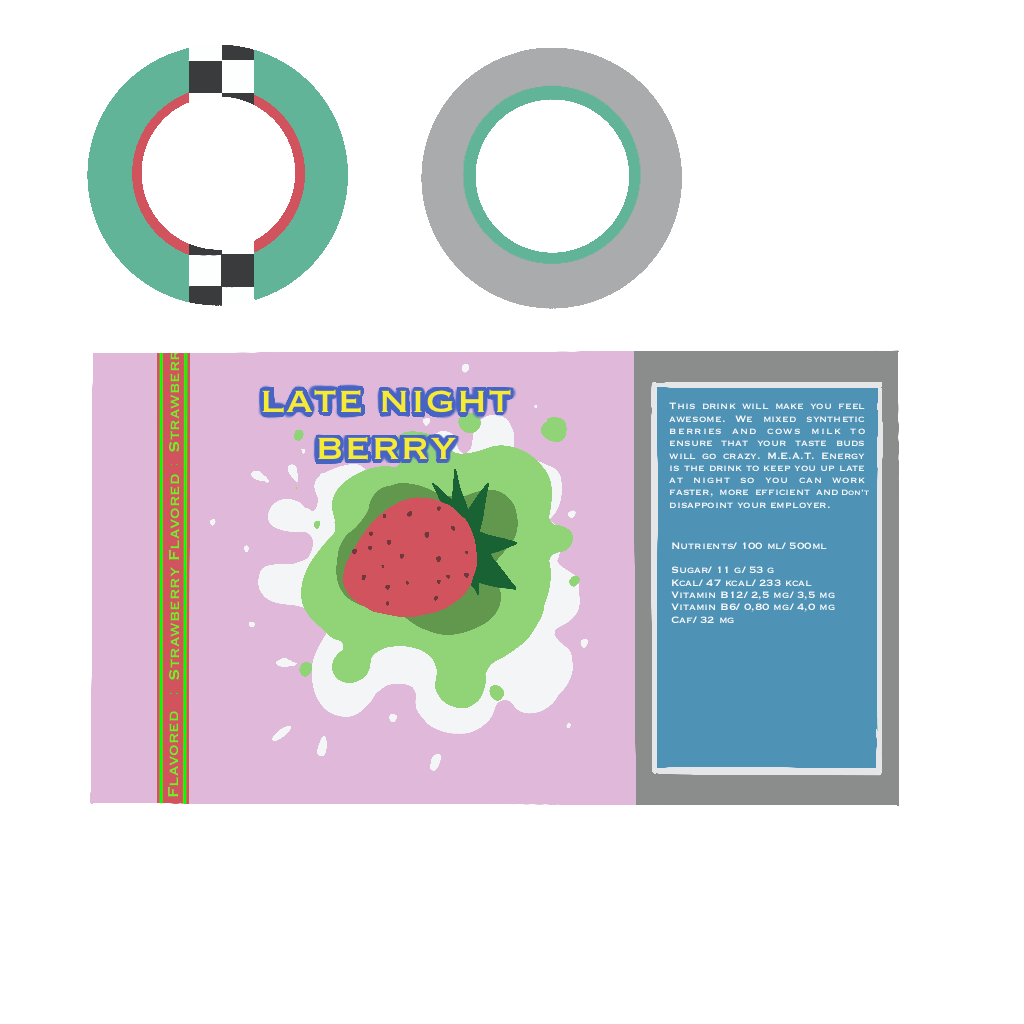 LATE NIGHT
BERRY
FLAVORED : STRAWBERRY FLAVORED : STRAWBERR
THIS DRINK WILL MAKE YOU FEEL
AWESOME. WE MIXED SYNTHETIC
BERRIES AND COWS MILK TO
ENSURE THAT YOUR TASTE BUDS
WILL GO CRAZY. M.E.A.T. ENERGY
IS THE DRINK TO KEEP YOU UP LATE
AT NIGHT SO YOU CAN WORK
FASTER, MORE EFFICIENT AND DON'T
DISAPPOINT YOUR EMPLOYER.
NUTRIENTS/ 100 ML/ 500ML
SUGAR/ 11 G/ 53 G
KCAL/ 47 KCAL/ 233 KCAL
VITAMIN B12/ 2,5 MG/ 3,5 MG
VITAMIN B6/ 0,80 MG/ 4,0 MG
CAF/ 32 MG